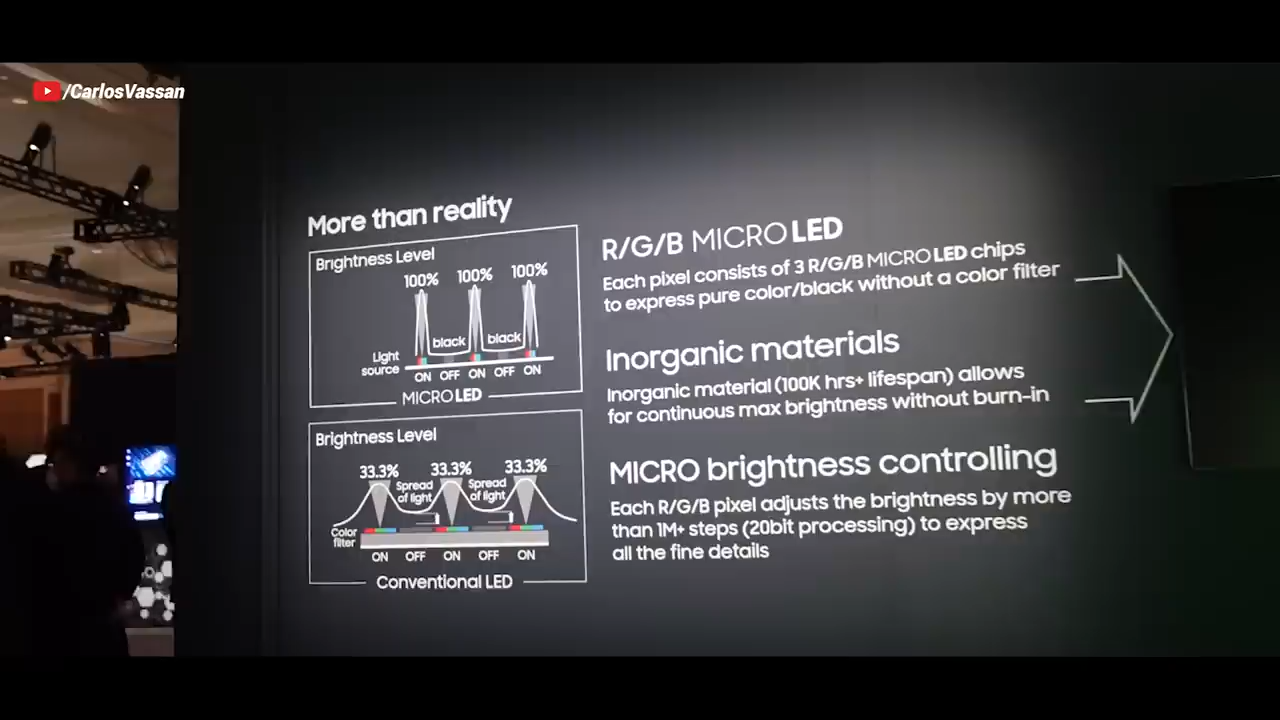 /CarlosVassan
More than reality
Brightness Level
100% 100% 100%
black black
Light
source
ON OFF ON OFF ON
MICRO LED
Brightness Level
33.3% 33.3% 33.3%
Spread
of light
Spread
of light
Color
filter
ON OFF ON OFF ON
Conventional LED
R/G/B MICRO LED
Each pixel consists of 3 R/G/B MICRO LED chips
to express pure color/black without a color filter
Inorganic materials
Inorganic material (100K hrs+ lifespan) allows
for continuous max brightness without burn-in
MICRO brightness controlling
Each R/G/B pixel adjusts the brightness by more
than 1M+ steps (20bit processing) to express
all the fine details